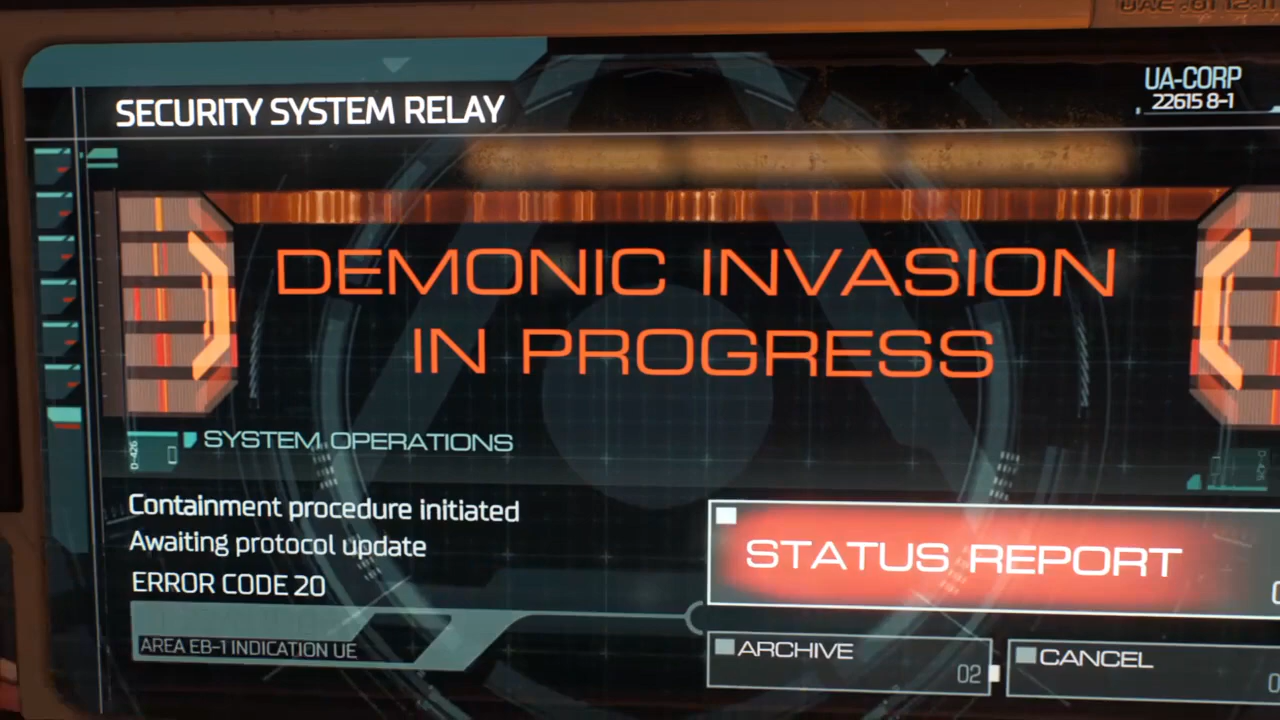 SECURITY SYSTEM RELAY
UA-CORP
22615 8-1
DEMONIC INVASION
IN PROGRESS
D-426
SYSTEM OPERATIONS
Containment procedure initiated
Awaiting protocol update
ERROR CODE 20
AREA EB-1 INDICATION UE
STATUS REPORT
ARCHIVE
02
CANCEL